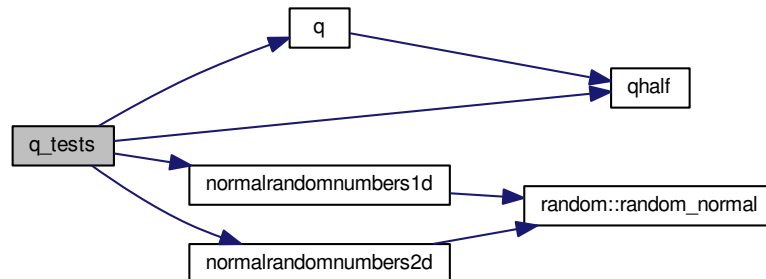 q
qhalf
q_tests
normalrandomnumbers1d
random::random_normal
normalrandomnumbers2d